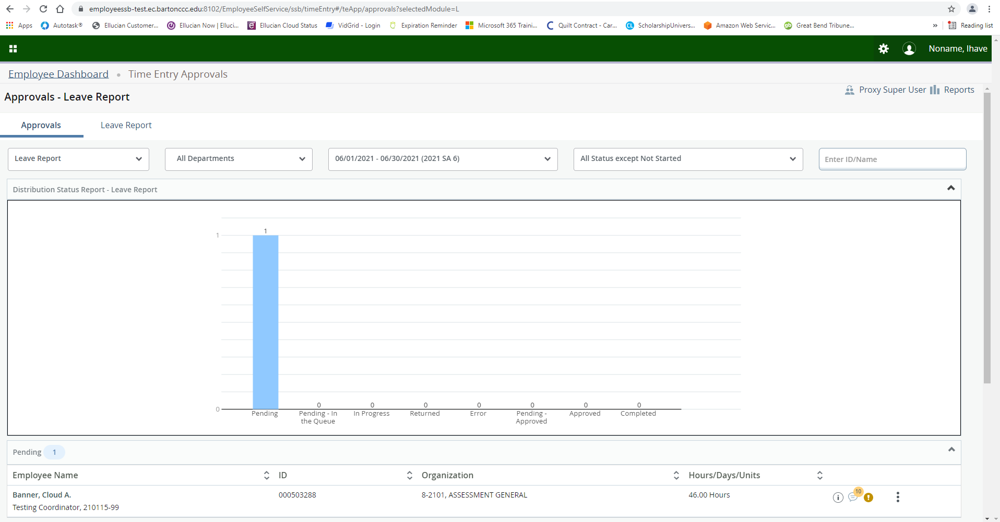 employeessb-test.ec.bartonccc.edu:8102/EmployeeSelfService/ssb/timeEntry#/teApp/approvals?selectedModule=L
Apps Autotask® Ellucian Customer... Ellucian Now | Elluci... Ellucian Cloud Status VidGrid - Login Expiration Reminder Microsoft 365 Traini... Quilt Contract - Car... CL ScholarshipUnivers... Amazon Web Servic... gb Great Bend Tribune... » Reading list
Noname, Ihave
Employee Dashboard • Time Entry Approvals
Proxy Super User Reports
Approvals - Leave Report
Approvals Leave Report
Leave Report All Departments 06/01/2021 - 06/30/2021 (2021 SA 6) All Status except Not Started Enter ID/Name
Distribution Status Report - Leave Report
1
1
0 0 0 0 0 0 0
0
Pending Pending - In the Queue In Progress Returned Error Pending - Approved Approved Completed
Pending 1
Employee Name ID Organization Hours/Days/Units
Banner, Cloud A. 000503288 8-2101, ASSESSMENT GENERAL 46.00 Hours 10
Testing Coordinator, 210115-99